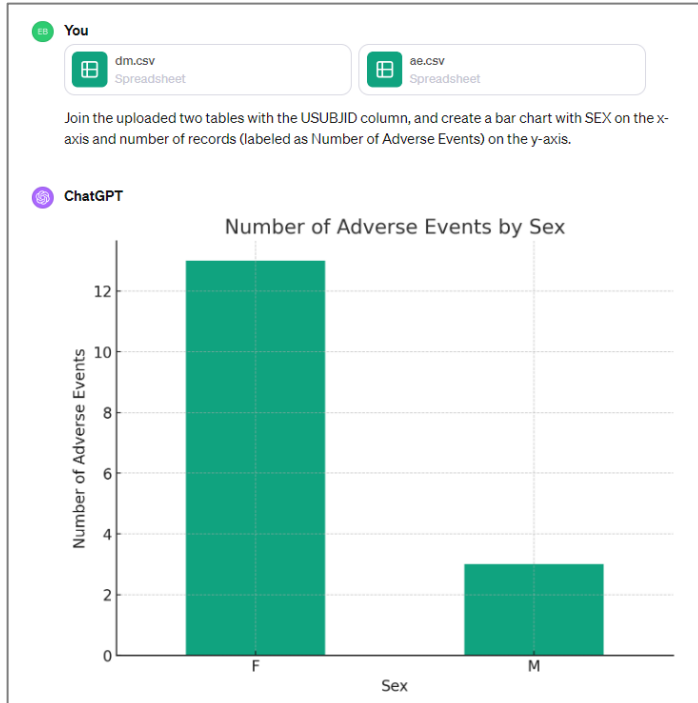 EB You
dm.csv
Spreadsheet
ae.csv
Spreadsheet
Join the uploaded two tables with the USUBJID column, and create a bar chart with SEX on the x-
axis and number of records (labeled as Number of Adverse Events) on the y-axis.
ChatGPT
Number of Adverse Events by Sex
Number of Adverse Events
12
10
8
6
4
2
0
F M
Sex